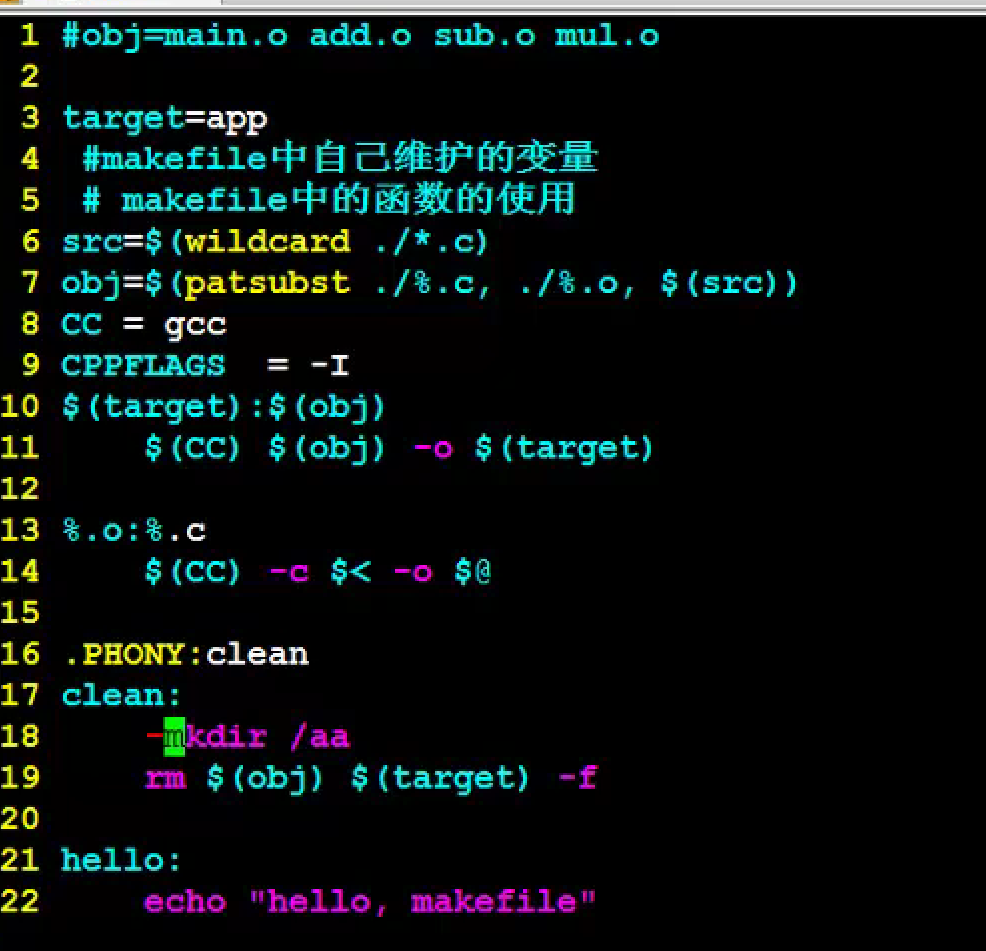 1 #obj=main.o add.o sub.o mul.o
2
3 target=app
4  #makefile中自己维护的变量
5  # makefile中的函数的使用
6 src=$(wildcard ./*.c)
7 obj=$(patsubst ./%.c, ./%.o, $(src))
8 CC = gcc
9 CPPFLAGS  = -I
10 $(target):$(obj)
11     $(CC) $(obj) -o $(target)
12
13 %.o:%.c
14     $(CC) -c $< -o $@
15
16 .PHONY:clean
17 clean:
18     -mkdir /aa
19     rm $(obj) $(target) -f
20
21 hello:
22     echo "hello, makefile"